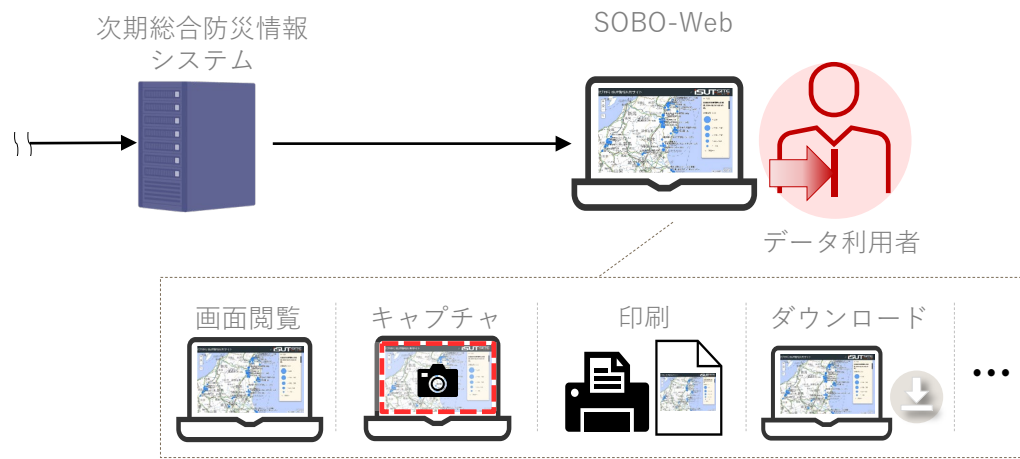 次期総合防災情報
システム
SOBO-Web
データ利用者
画面閲覧
キャプチャ
印刷
ダウンロード
•••